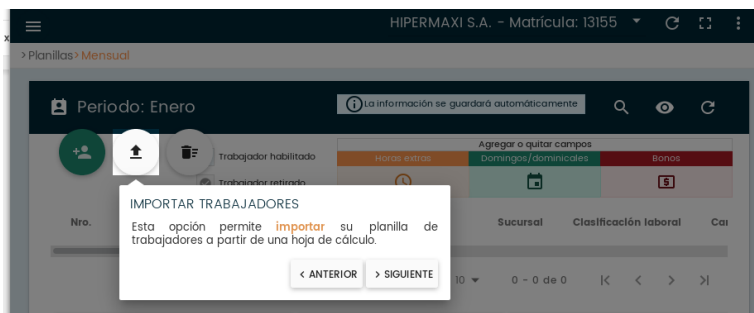 HIPERMAXI S.A. - Matrícula: 13155
>Planillas>Mensual
Periodo: Enero
La información se guardará automáticamente
Agregar o quitar campos
Trabajador habilitado
Horas extras
Domingos/dominicales
Bonos
Trabajador retirado
IMPORTAR TRABAJADORES
Esta opción permite importar su planilla de
trabajadores a partir de una hoja de cálculo.
< ANTERIOR
> SIGUIENTE
Nro.
Sucursal
Clasificación laboral
Car
10
0 - 0 de 0